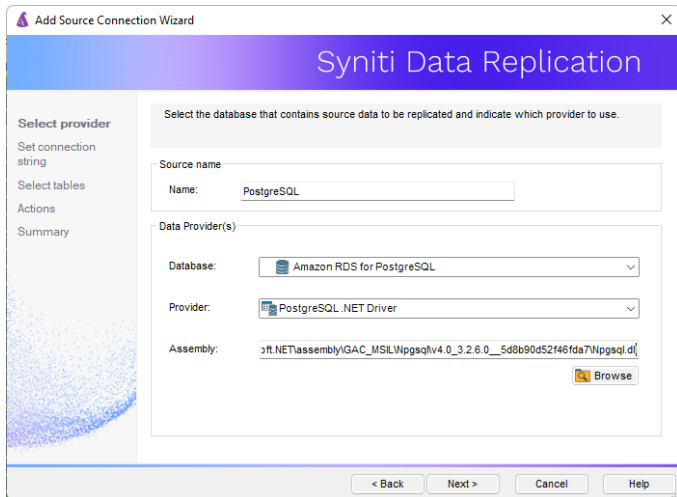 Add Source Connection Wizard
Syniti Data Replication
Select provider
Set connection
string
Select tables
Actions
Summary
Select the database that contains source data to be replicated and indicate which provider to use.
Source name
Name: PostgreSQL
Data Provider(s)
Database: Amazon RDS for PostgreSQL
Provider: PostgreSQL .NET Driver
Assembly: oft.NET\assembly\GAC_MSIL\Npgsql\v4.0_3.2.6.0__5d8b90d52f46fda7\Npgsql.dl
Browse
< Back Next > Cancel Help